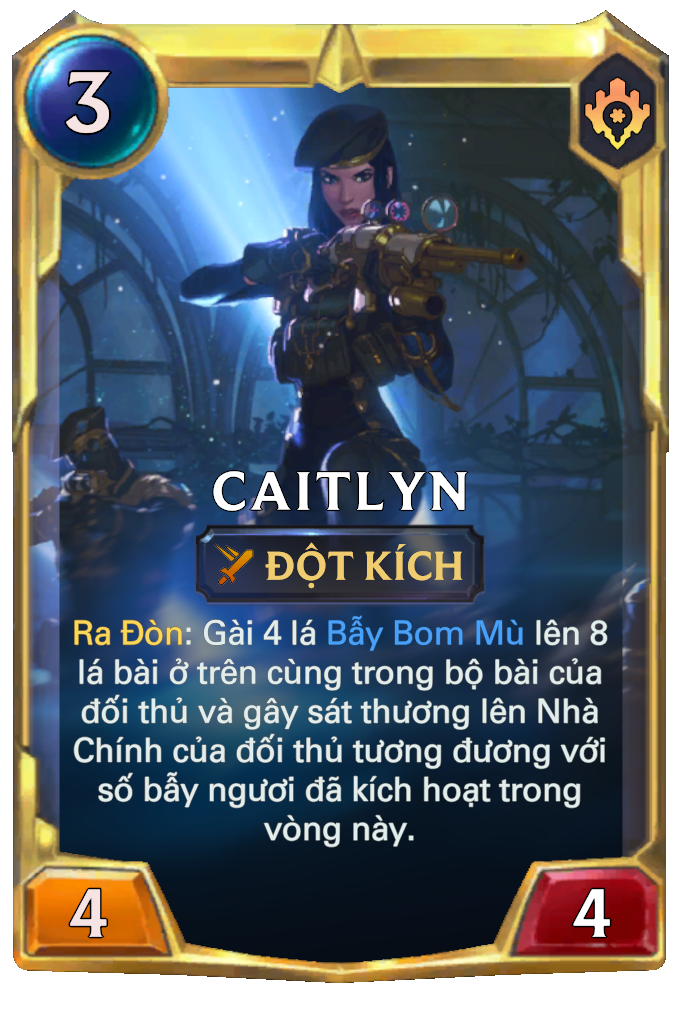 3
CAITLYN
ĐỘT KÍCH
Ra Đòn: Gài 4 lá Bẫy Bom Mù lên 8
lá bài ở trên cùng trong bộ bài của
đối thủ và gây sát thương lên Nhà
Chính của đối thủ tương đương với
số bẫy ngươi đã kích hoạt trong
vòng này.
4
4